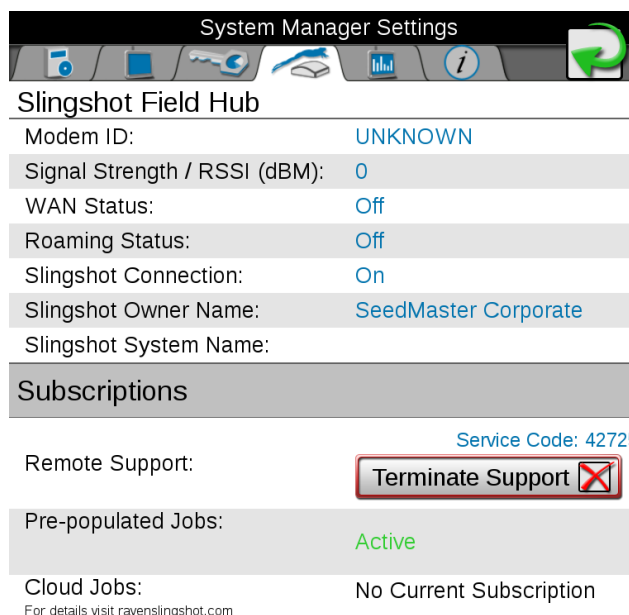 System Manager Settings
i
Slingshot Field Hub
Modem ID: UNKNOWN
Signal Strength / RSSI (dBM): 0
WAN Status: Off
Roaming Status: Off
Slingshot Connection: On
Slingshot Owner Name: SeedMaster Corporate
Slingshot System Name:
Subscriptions
Service Code: 4272
Remote Support: Terminate Support
Pre-populated Jobs: Active
Cloud Jobs: No Current Subscription
For details visit ravenslingshot.com